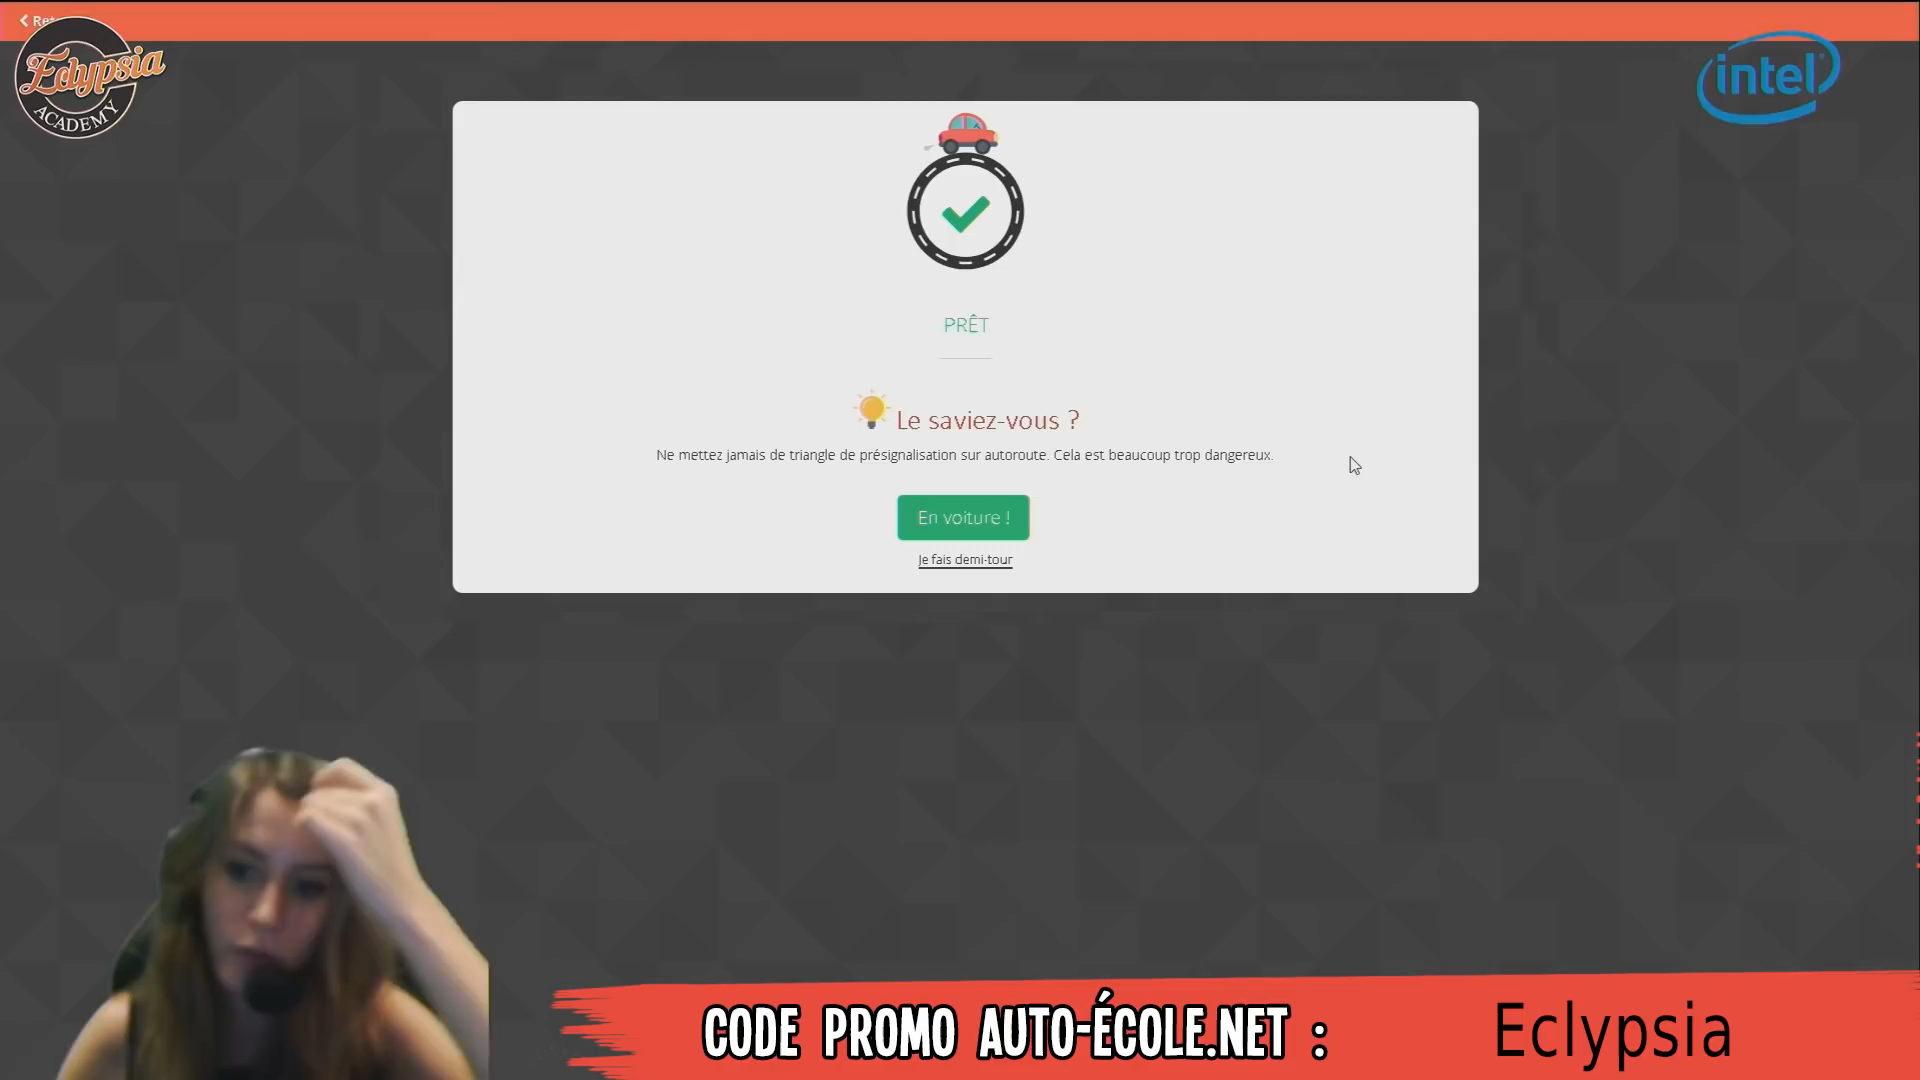 Eclypsia
ACADEMY
intel
PRÊT
Le saviez-vous ?
Ne mettez jamais de triangle de présignalisation sur autoroute. Cela est beaucoup trop dangereux.
En voiture !
Je fais demi-tour
CODE PROMO AUTO-ÉCOLE.NET :
Eclypsia